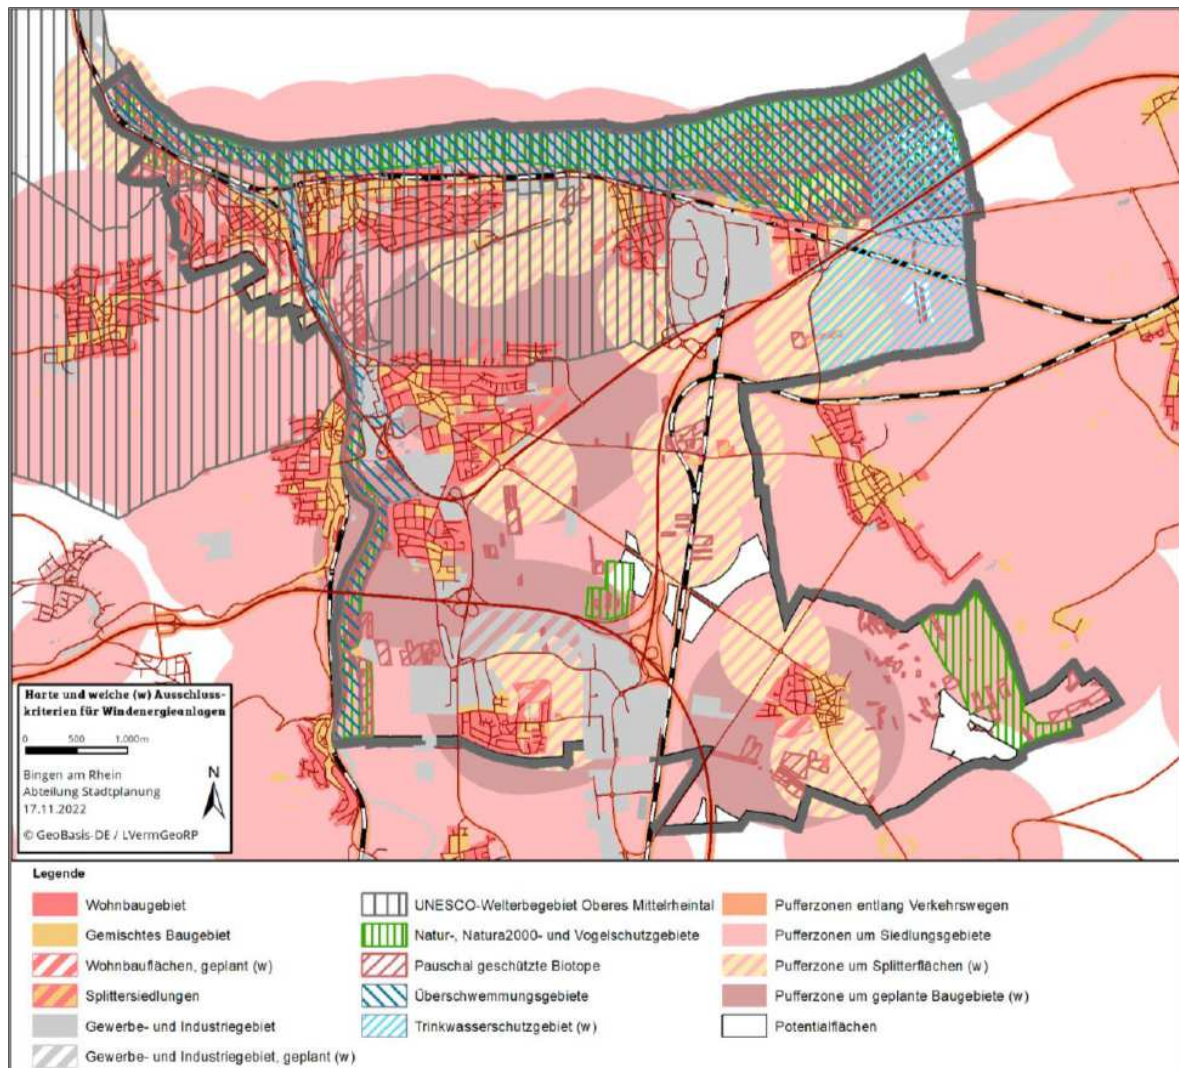 Harte und weiche (w) Ausschluss-
kriterien für Windenergieanlagen
0 500 1.000m
Bingen am Rhein
Abteilung Stadtplanung
17.11.2022
N
© GeoBasis-DE / LVermGeoRP
Legende
Wohnbaugebiet
Gemischtes Baugebiet
Wohnbauflächen, geplant (w)
Splittersiedlungen
Gewerbe- und Industriegebiet
Gewerbe- und Industriegebiet, geplant (w)
UNESCO-Welterbegebiet Oberes Mittelrheintal
Natur-, Natura2000- und Vogelschutzgebiete
Pauschal geschützte Biotope
Überschwemmungsgebiete
Trinkwasserschutzgebiet (w)
Pufferzonen entlang Verkehrswegen
Pufferzonen um Siedlungsgebiete
Pufferzone um Splitterflächen (w)
Pufferzone um geplante Baugebiete (w)
Potentialflächen